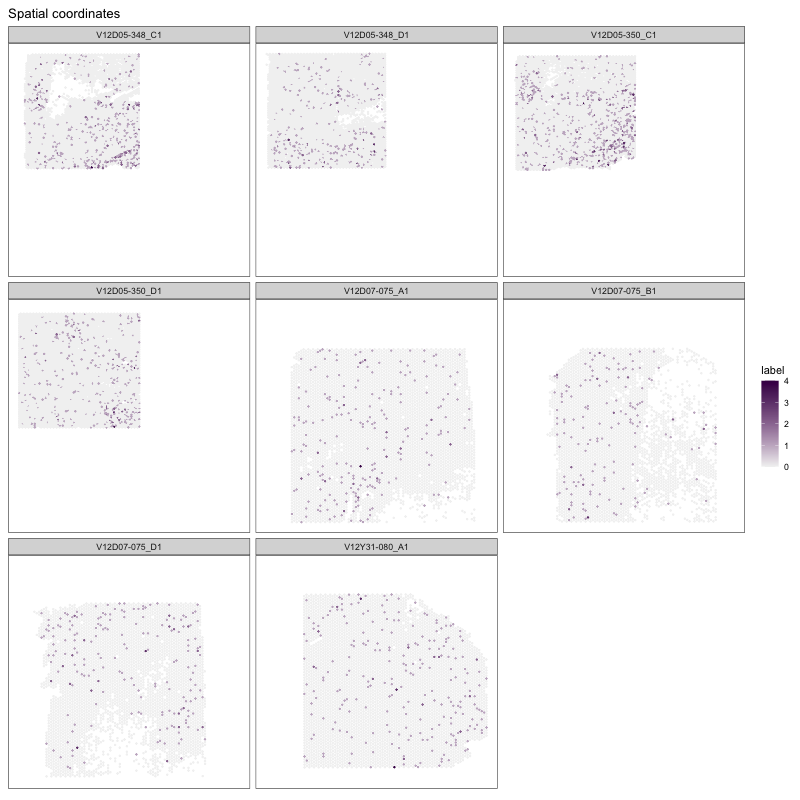 Spatial coordinates
V12D05-348_C1
V12D05-348_D1
V12D05-350_C1
V12D05-350_D1
V12D07-075_A1
V12D07-075_B1
label
4
3
2
1
0
V12D07-075_D1
V12Y31-080_A1